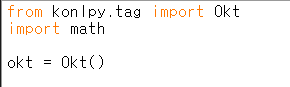 from konlpy.tag import Okt
import math
okt = Okt()